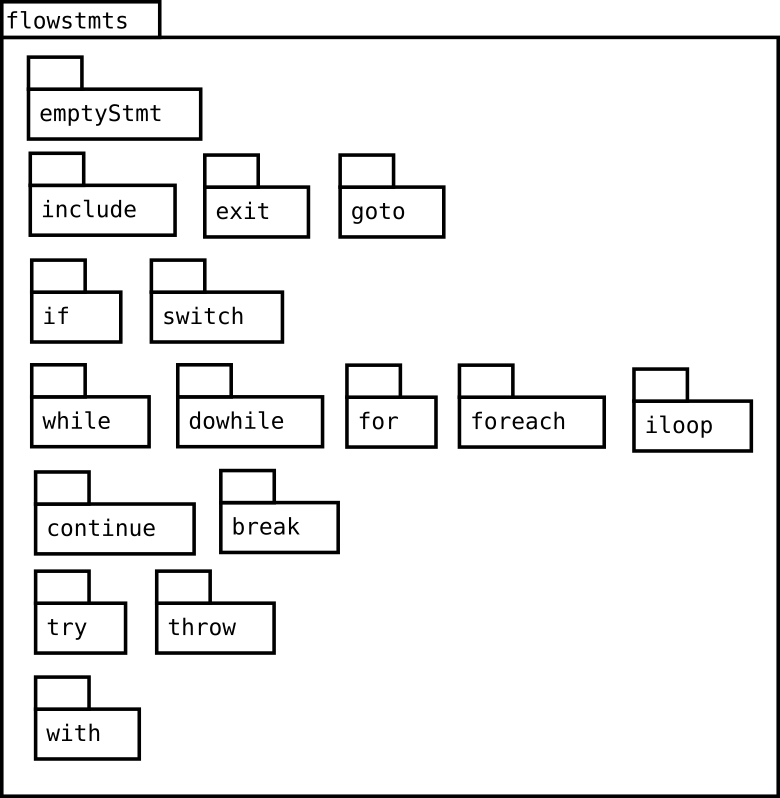 flowstmts
emptyStmt
include exit goto
if switch
while dowhile for foreach iloop
continue break
try throw
with